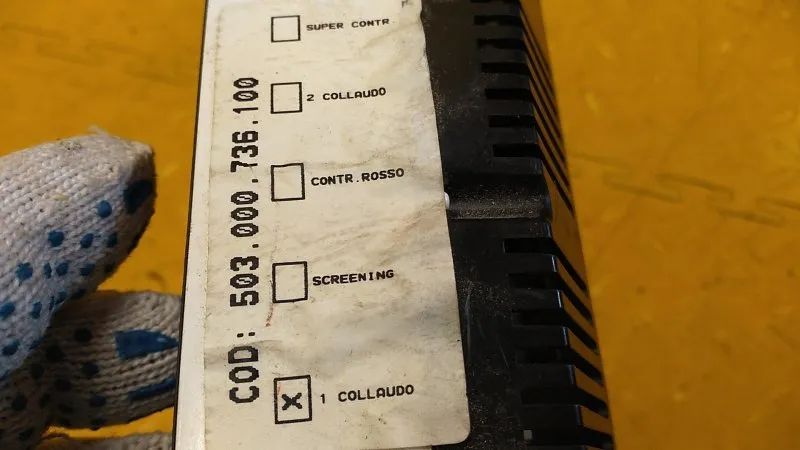 SUPER CONTR
2 COLLAUDO
CONTR.ROSSO
SCREENING
X 1 COLLAUDO
COD: 503.000.736.100